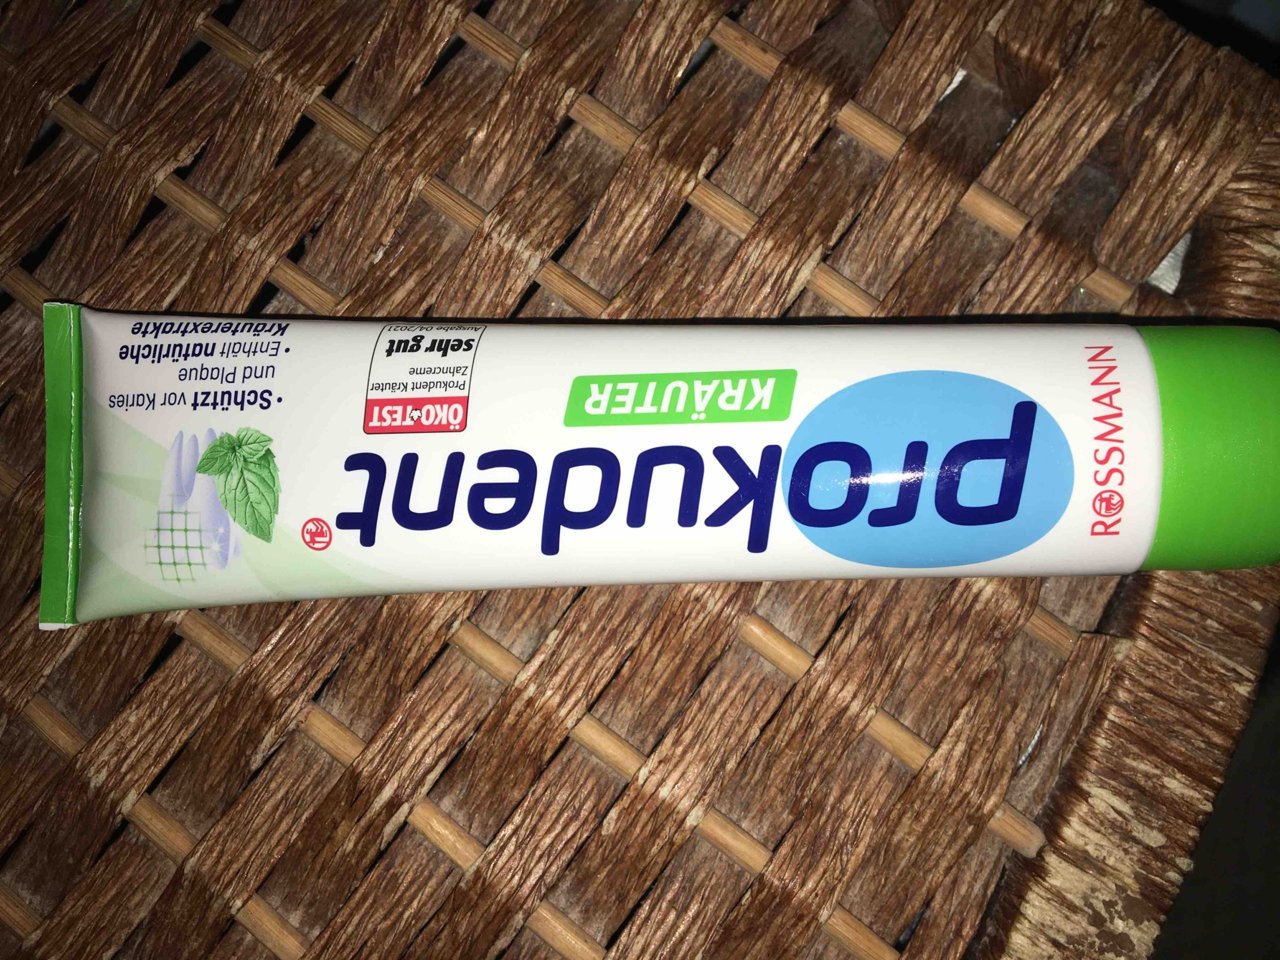 ROSSMANN
prokudent
KRÄUTER
ÖKO-TEST
Prokudent Kräuter
Zahncreme
sehr gut
Ausgabe 04/2021
• Schützt vor Karies
und Plaque
• Enthält natürliche
Kräuterextrakte